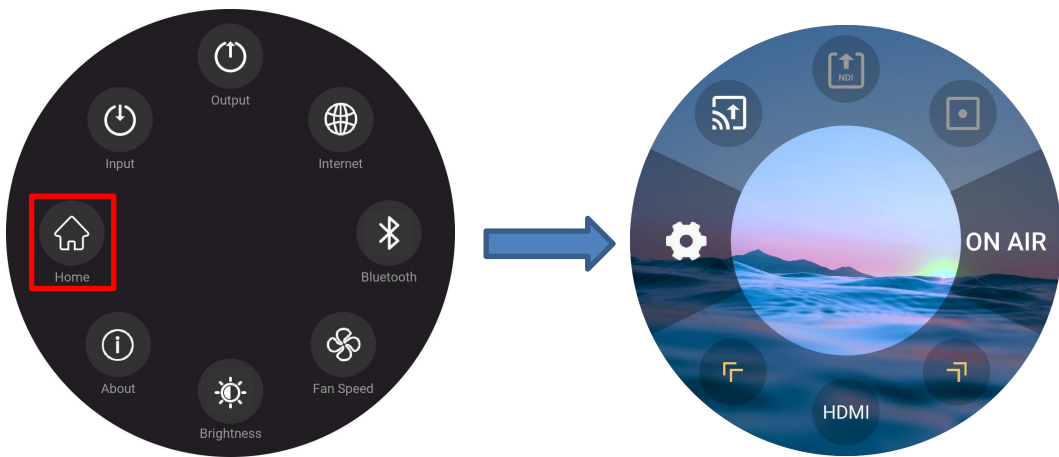 Output
Input
Internet
Home
Bluetooth
About
Fan Speed
Brightness
NDI
ON AIR
HDMI